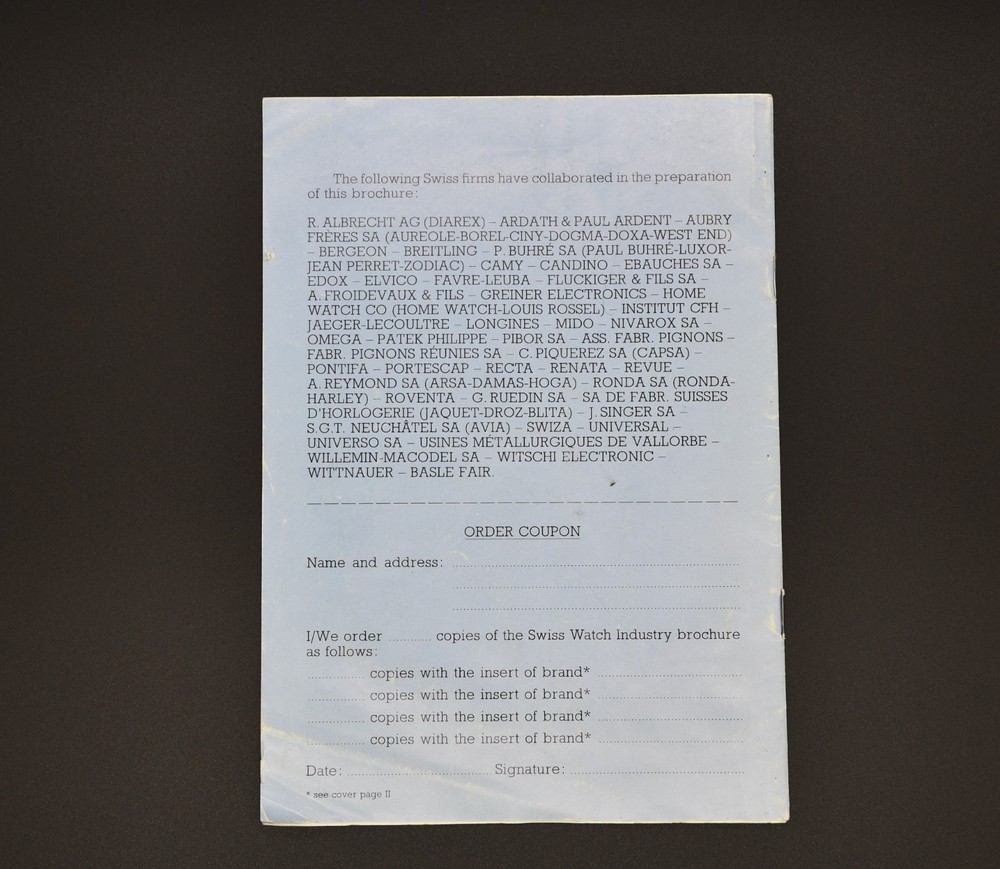 The following Swiss firms have collaborated in the preparation
of this brochure:
R. ALBRECHT AG (DIAREX) – ARDATH & PAUL ARDENT – AUBRY
FRÈRES SA (AUREOLE-BOREL-CINY-DOGMA-DOXA-WEST END)
– BERGEON – BREITLING – P. BUHRÉ SA (PAUL BUHRÉ-LUXOR-
JEAN PERRET-ZODIAC) – CAMY – CANDINO – EBAUCHES SA –
EDOX – ELVICO – FAVRE-LEUBA – FLUCKIGER & FILS SA –
A. FROIDEVAUX & FILS – GREINER ELECTRONICS – HOME
WATCH CO (HOME WATCH-LOUIS ROSSEL) – INSTITUT CFH –
JAEGER-LECOULTRE – LONGINES – MIDO – NIVAROX SA –
OMEGA – PATEK PHILIPPE – PIBOR SA – ASS. FABR. PIGNONS –
FABR. PIGNONS RÉUNIES SA – C. PIQUEREZ SA (CAPSA) –
PONTIFA – PORTESCAP – RECTA – RENATA – REVUE –
A. REYMOND SA (ARSA-DAMAS-HOGA) – RONDA SA (RONDA-
HARLEY) – ROVENTA – G. RUEDIN SA – SA DE FABR. SUISSES
D'HORLOGERIE (JAQUET-DROZ-BLITA) – J. SINGER SA –
S.G.T. NEUCHÂTEL SA (AVIA) – SWIZA – UNIVERSAL –
UNIVERSO SA – USINES MÉTALLURGIQUES DE VALLORBE –
WILLEMIN-MACODEL SA – WITSCHI ELECTRONIC –
WITTNAUER – BASLE FAIR.
ORDER COUPON
Name and address:
I/We order ........... copies of the Swiss Watch Industry brochure
as follows:
............... copies with the insert of brand* ...............
............... copies with the insert of brand* ...............
............... copies with the insert of brand* ...............
............... copies with the insert of brand* ...............
Date: ............... Signature: ...............
* see cover page II